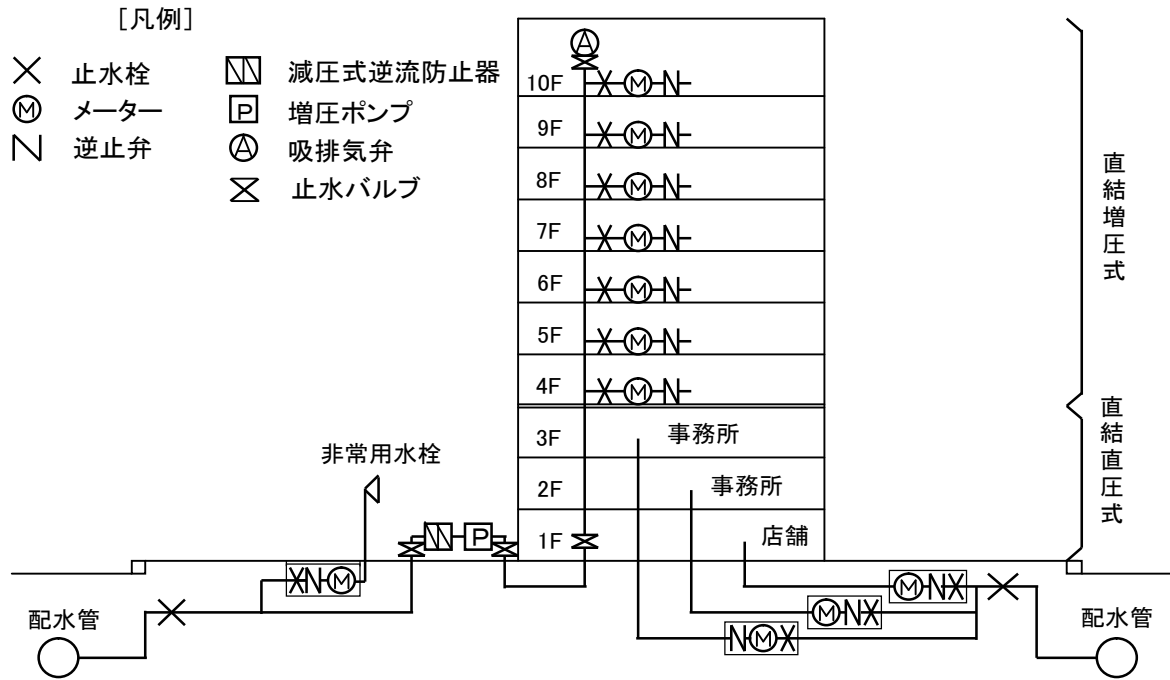 [凡例]
止水栓
Ⓜ メーター
逆止弁
減圧式逆流防止器
P 増圧ポンプ
Ⓐ 吸排気弁
止水バルブ
A
10F M N
9F M N
8F M N
7F M N
6F M N
5F M N
4F M N
3F 事務所
2F 事務所
1F 店舗
直結増圧式
直結直圧式
非常用水栓
P
N M
M N
M N
N M
配水管
配水管